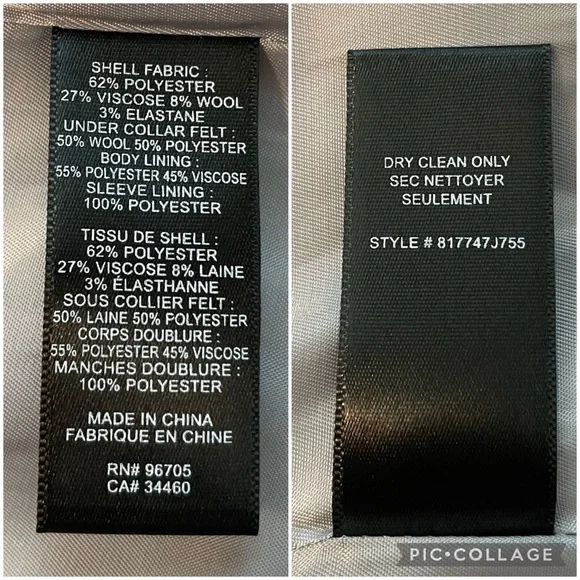 SHELL FABRIC :
62% POLYESTER
27% VISCOSE 8% WOOL
3% ELASTANE
UNDER COLLAR FELT :
50% WOOL 50% POLYESTER
BODY LINING :
55% POLYESTER 45% VISCOSE
SLEEVE LINING :
100% POLYESTER
TISSU DE SHELL :
62% POLYESTER
27% VISCOSE 8% LAINE
3% ÉLASTHANNE
SOUS COLLIER FELT :
50% LAINE 50% POLYESTER
CORPS DOUBLURE :
55% POLYESTER 45% VISCOSE
MANCHES DOUBLURE :
100% POLYESTER
MADE IN CHINA
FABRIQUE EN CHINE
RN# 96705
CA# 34460
DRY CLEAN ONLY
SEC NETTOYER
SEULEMENT
STYLE # 817747J755
PIC•COLLAGE